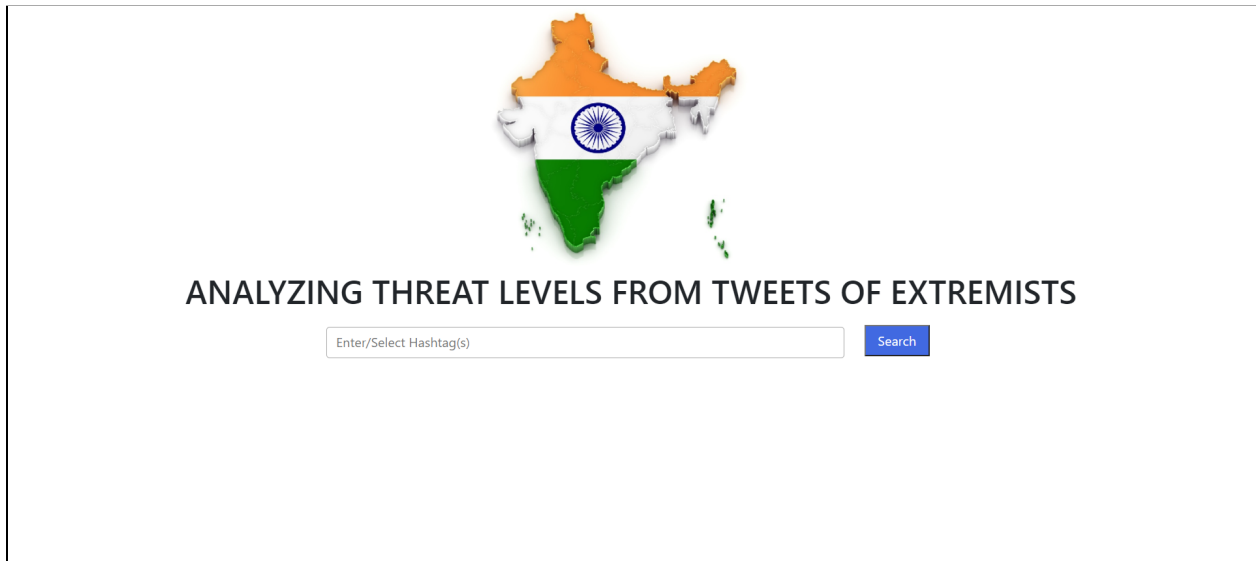 ANALYZING THREAT LEVELS FROM TWEETS OF EXTREMISTS
Enter/Select Hashtag(s)
Search